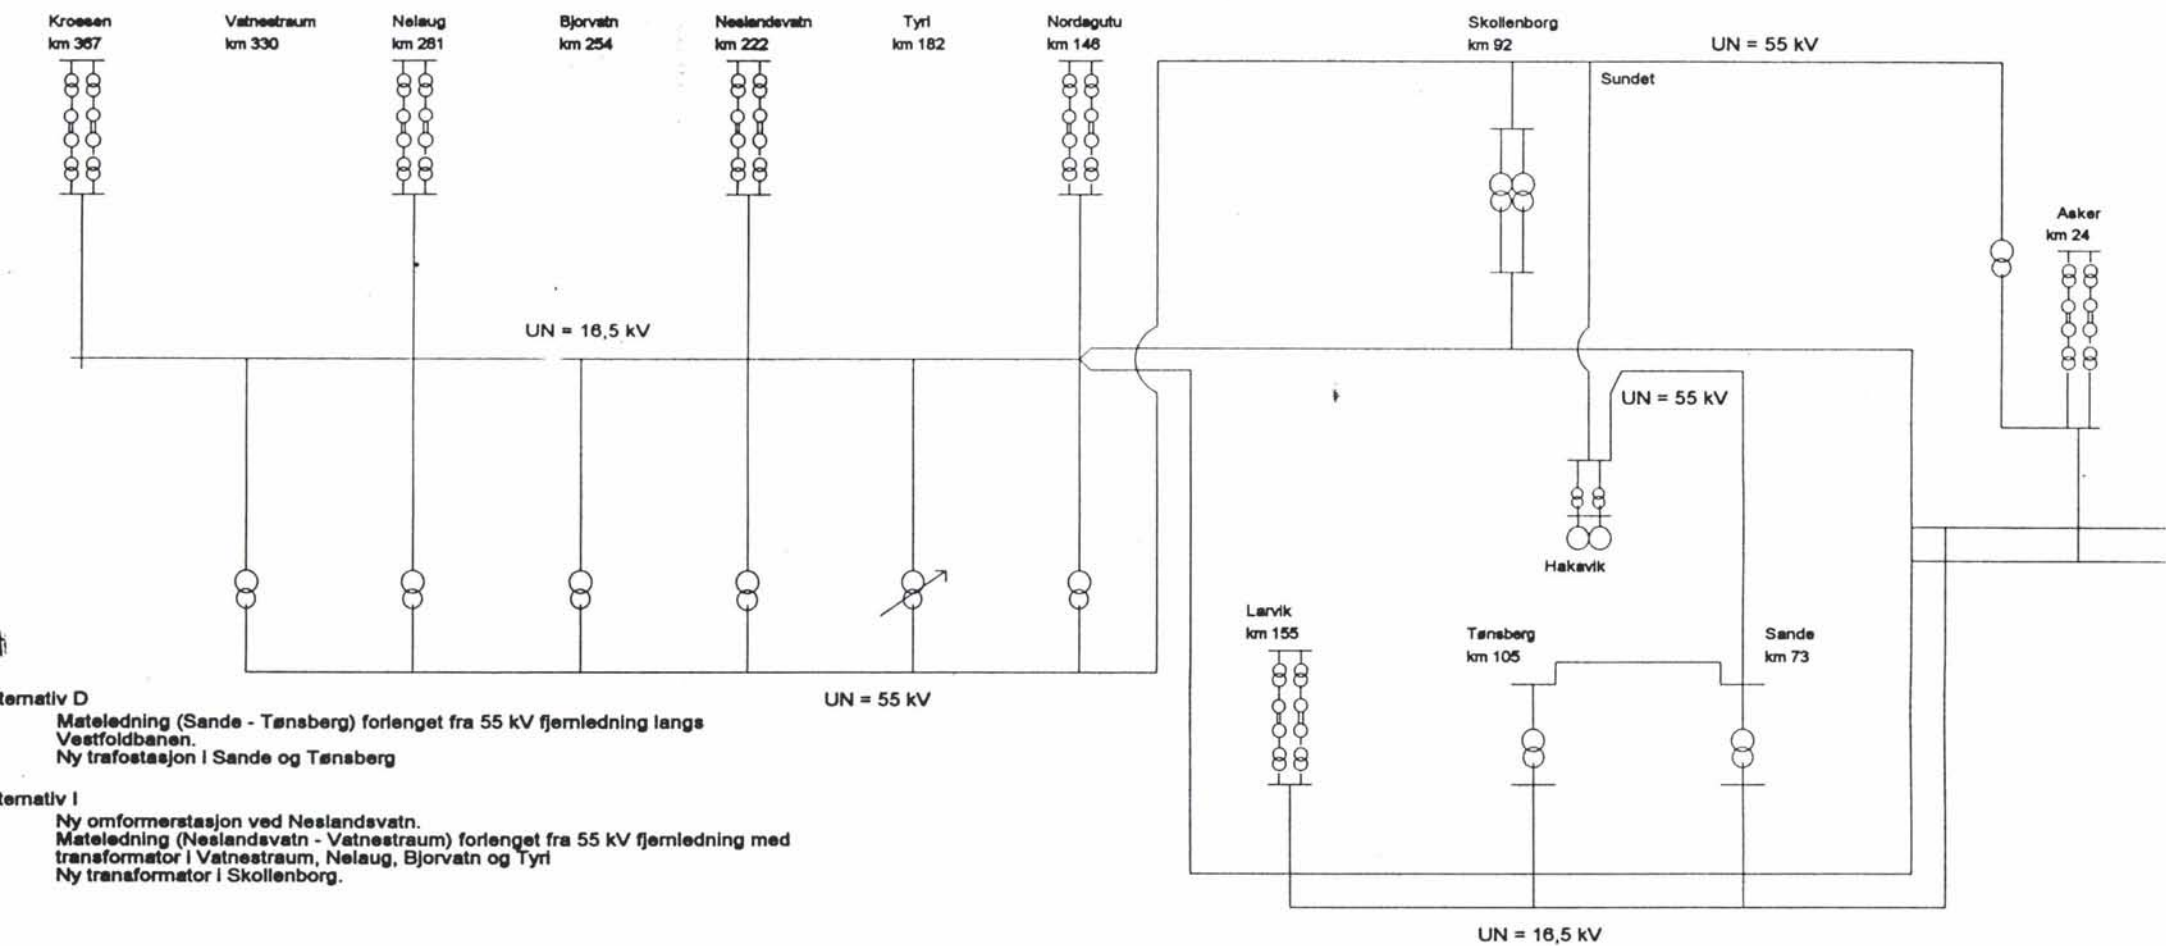 Krossen
km 367
Vatnestraum
km 330
Nelaug
km 281
Bjorvatn
km 254
Neslandsvatn
km 222
Tyri
km 182
Nordagutu
km 146
Skollenborg
km 92
UN = 55 kV
Sundet
Asker
km 24
UN = 16,5 kV
UN = 55 kV
Hakavik
Larvik
km 155
Tønsberg
km 105
Sande
km 73
UN = 55 kV
ternativ D
Mateledning (Sande - Tønsberg) forlenget fra 55 kV fjernledning langs
Vestfoldbanen.
Ny trafostasjon i Sande og Tønsberg
ternativ I
Ny omformerstasjon ved Neslandsvatn.
Mateledning (Neslandsvatn - Vatnestraum) forlenget fra 55 kV fjernledning med
transformator i Vatnestraum, Nelaug, Bjorvatn og Tyri
Ny transformator i Skollenborg.
UN = 16,5 kV